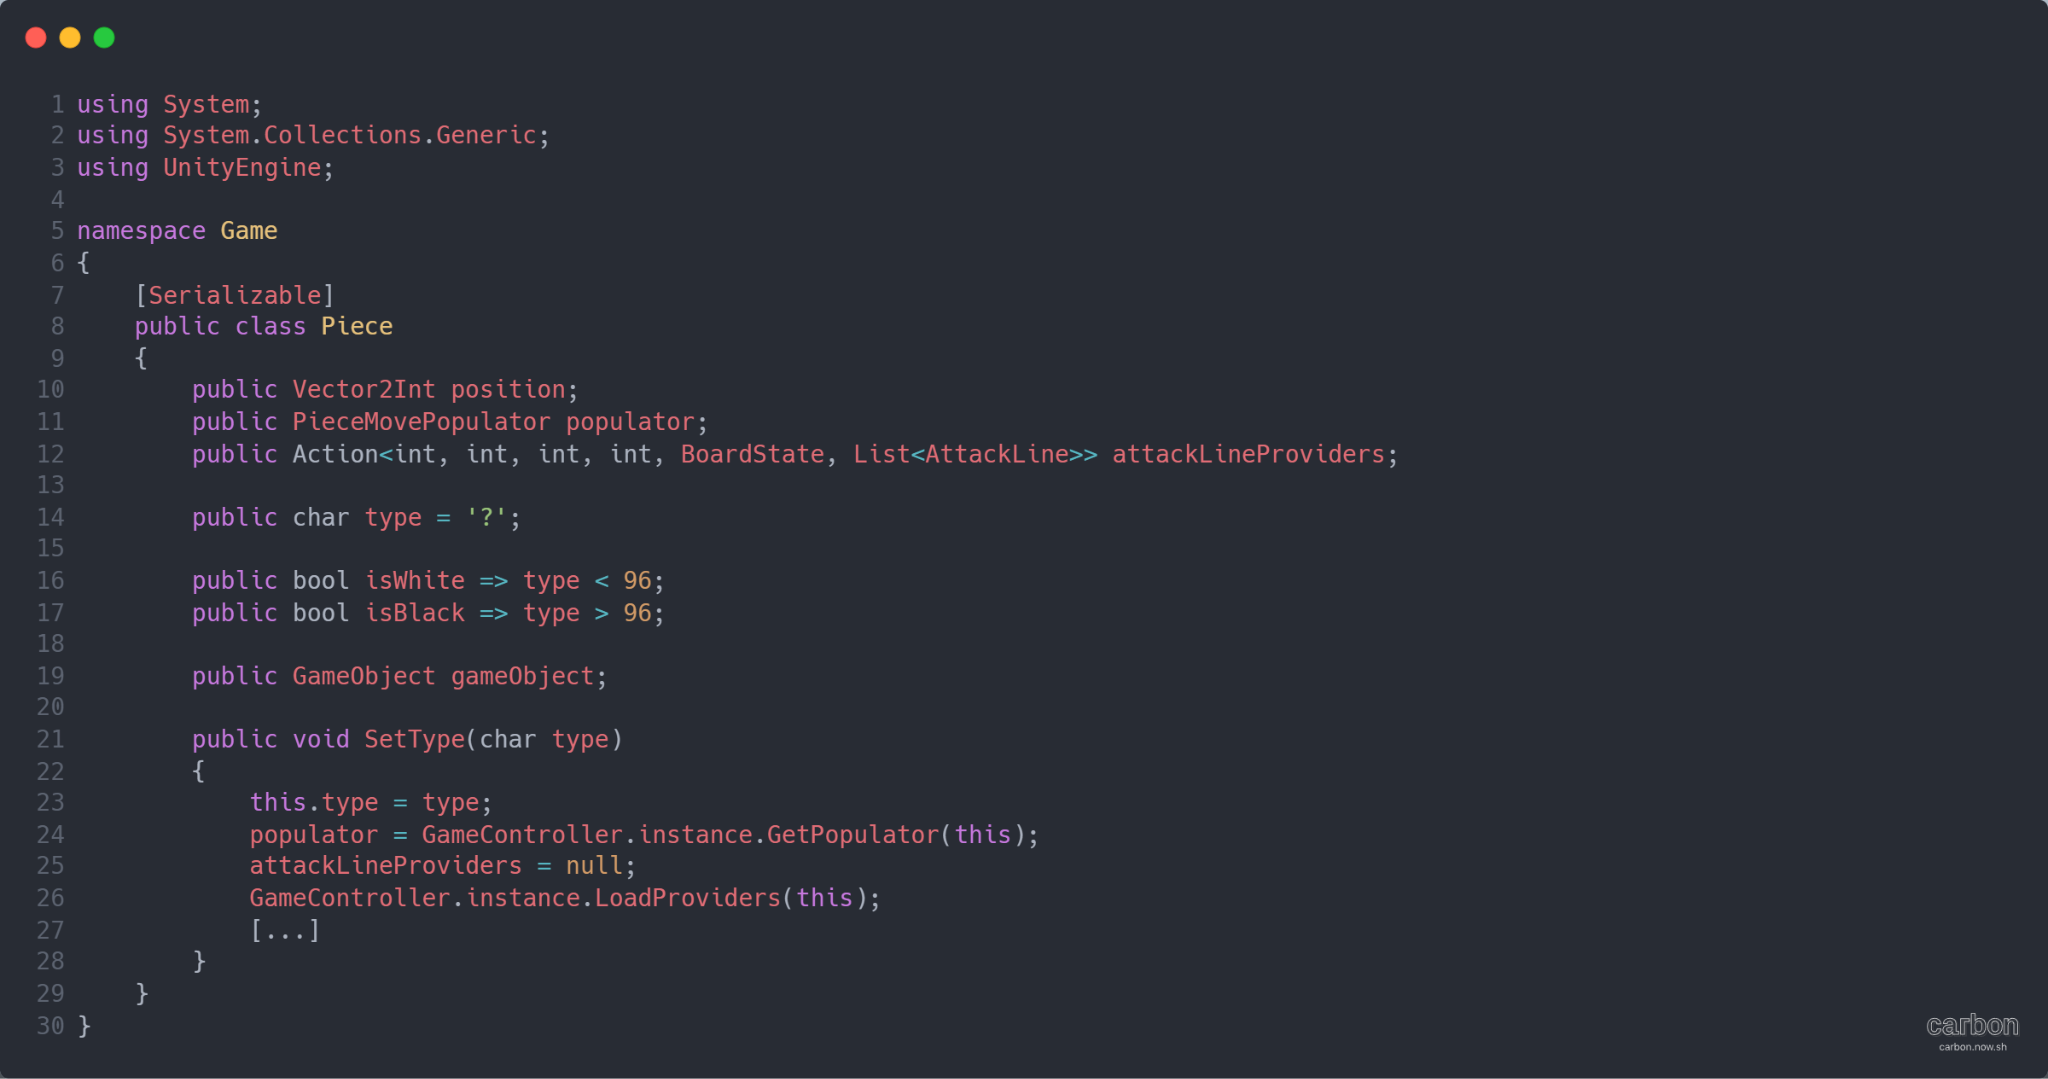 1 using System;
2 using System.Collections.Generic;
3 using UnityEngine;
4
5 namespace Game
6 {
7     [Serializable]
8     public class Piece
9     {
10         public Vector2Int position;
11         public PieceMovePopulator populator;
12         public Action<int, int, int, int, BoardState, List<AttackLine>> attackLineProviders;
13
14         public char type = '?';
15
16         public bool isWhite => type < 96;
17         public bool isBlack => type > 96;
18
19         public GameObject gameObject;
20
21         public void SetType(char type)
22         {
23             this.type = type;
24             populator = GameController.instance.GetPopulator(this);
25             attackLineProviders = null;
26             GameController.instance.LoadProviders(this);
27             [...]
28         }
29     }
30 }
carbon
carbon.now.sh